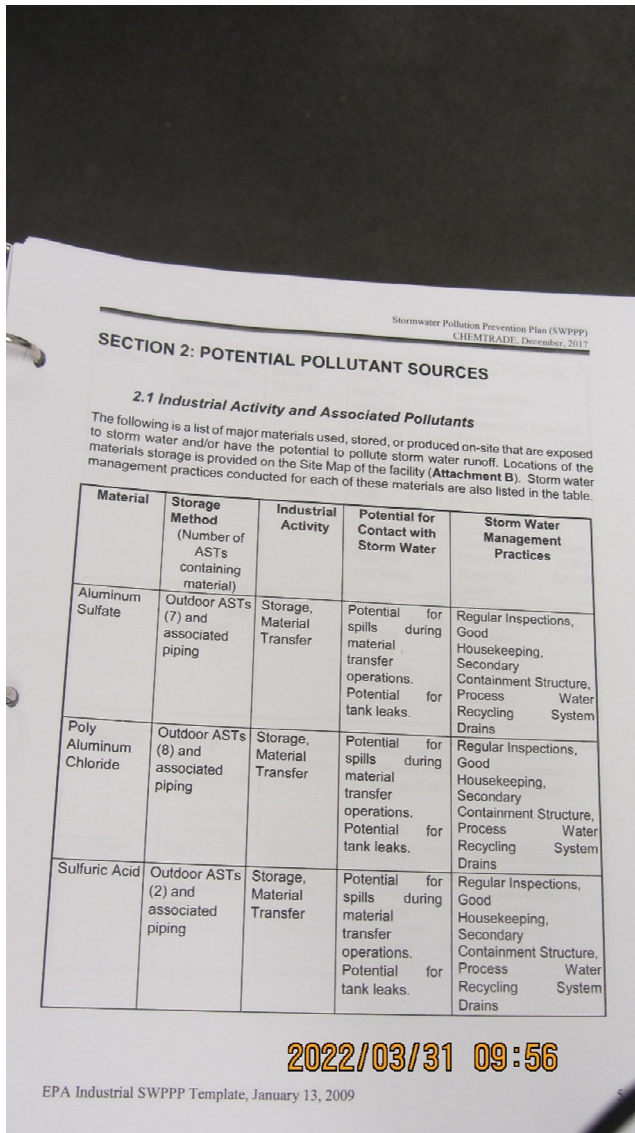 Stormwater Pollution Prevention Plan (SWPPP)
CHEMTRADE, December, 2017
SECTION 2: POTENTIAL POLLUTANT SOURCES
2.1 Industrial Activity and Associated Pollutants
The following is a list of major materials used, stored, or produced on-site that are exposed
to storm water and/or have the potential to pollute storm water runoff. Locations of the
materials storage is provided on the Site Map of the facility (Attachment B). Storm water
management practices conducted for each of these materials are also listed in the table.
Material
Storage
Method
(Number of
ASTs
containing
material)
Industrial
Activity
Potential for
Contact with
Storm Water
Storm Water
Management
Practices
Aluminum
Sulfate
Outdoor ASTs
(7) and
associated
piping
Storage,
Material
Transfer
Potential for
spills during
material
transfer
operations.
Potential for
tank leaks.
Regular Inspections,
Good
Housekeeping,
Secondary
Containment Structure,
Process Water
Recycling System
Drains
Poly
Aluminum
Chloride
Outdoor ASTs
(8) and
associated
piping
Storage,
Material
Transfer
Potential for
spills during
material
transfer
operations.
Potential for
tank leaks.
Regular Inspections,
Good
Housekeeping,
Secondary
Containment Structure,
Process Water
Recycling System
Drains
Sulfuric Acid
Outdoor ASTs
(2) and
associated
piping
Storage,
Material
Transfer
Potential for
spills during
material
transfer
operations.
Potential for
tank leaks.
Regular Inspections,
Good
Housekeeping,
Secondary
Containment Structure,
Process Water
Recycling System
Drains
2022/03/31 09:56
EPA Industrial SWPPP Template, January 13, 2009
5